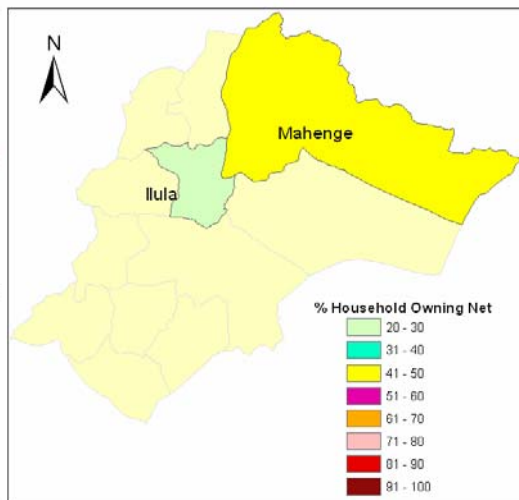 N
Mahenge
Ilula
% Household Owning Net
20 - 30
31 - 40
41 - 50
51 - 60
61 - 70
71 - 80
81 - 90
81 - 100